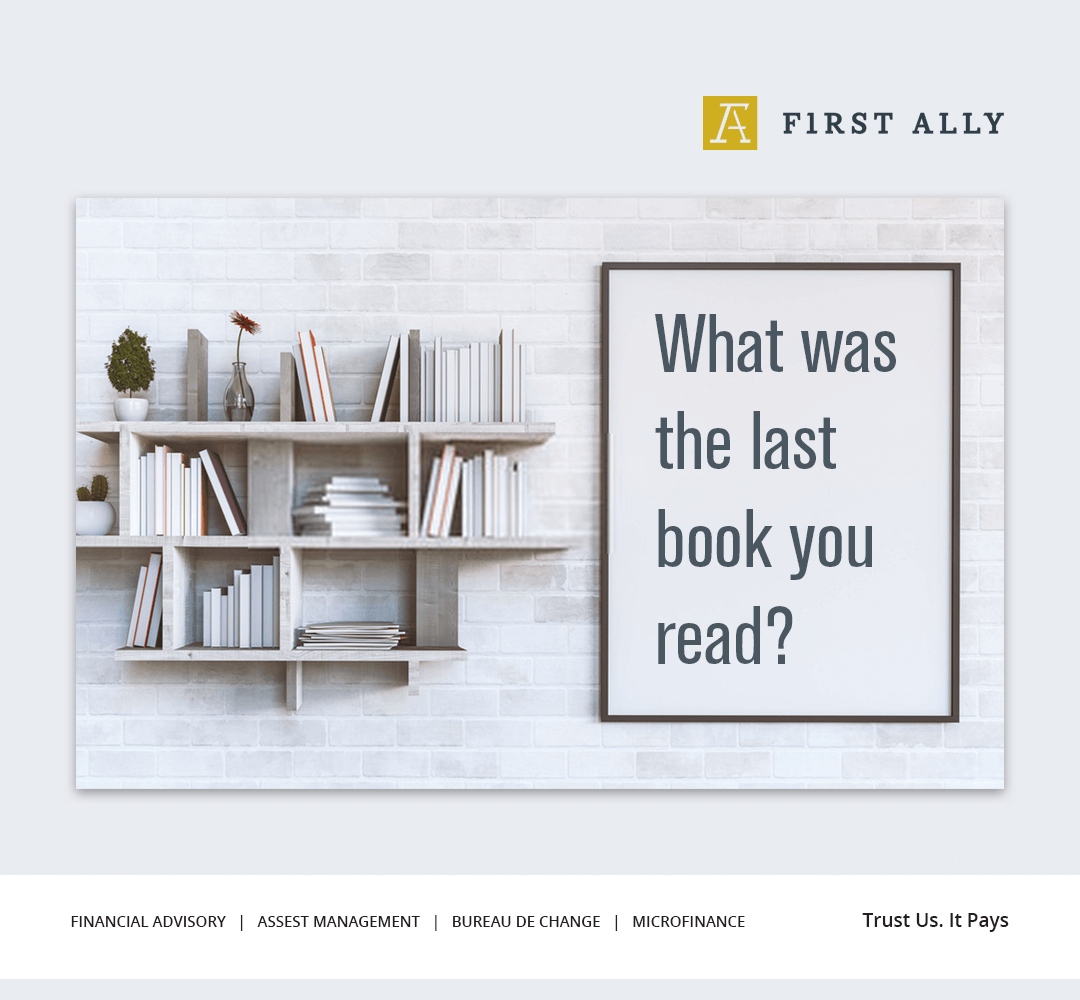 FIRST ALLY
What was
the last
book you
read?
FINANCIAL ADVISORY | ASSEST MANAGEMENT | BUREAU DE CHANGE | MICROFINANCE
Trust Us. It Pays